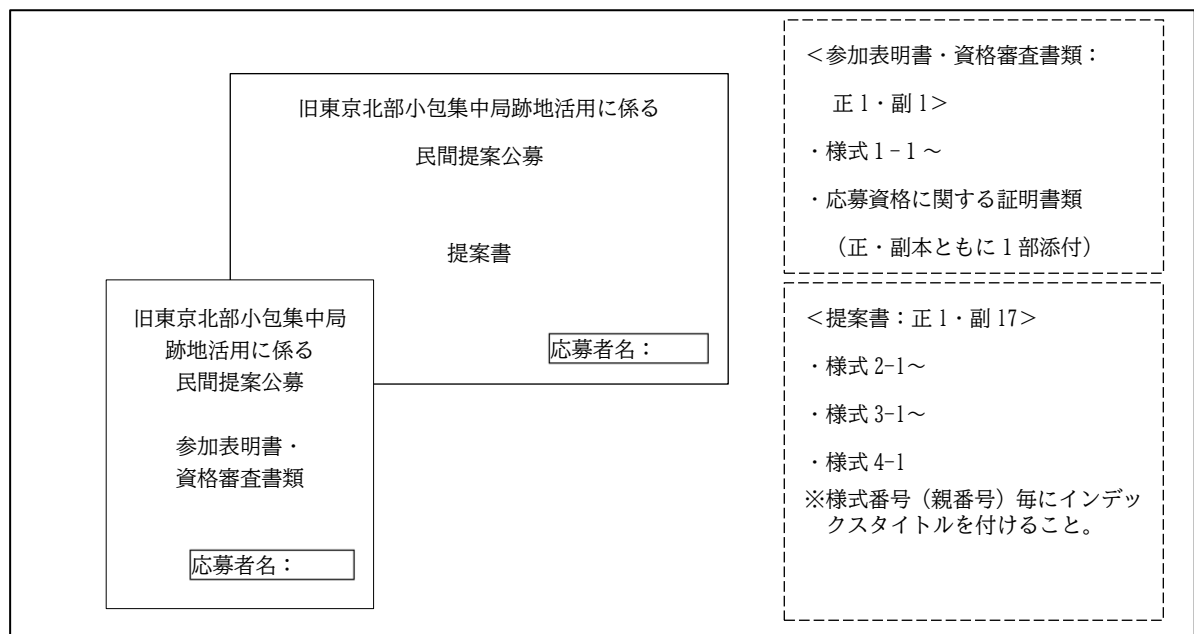 旧東京北部小包集中局跡地活用に係る
民間提案公募
提案書
応募者名：
旧東京北部小包集中局
跡地活用に係る
民間提案公募
参加表明書・
資格審査書類
応募者名：
＜参加表明書・資格審査書類：
正 1・副 1＞
・様式 1－1～
・応募資格に関する証明書類
（正・副本ともに 1 部添付）
＜提案書：正 1・副 17＞
・様式 2-1～
・様式 3-1～
・様式 4-1
※様式番号（親番号）毎にインデッ
クスタイトルを付けること。